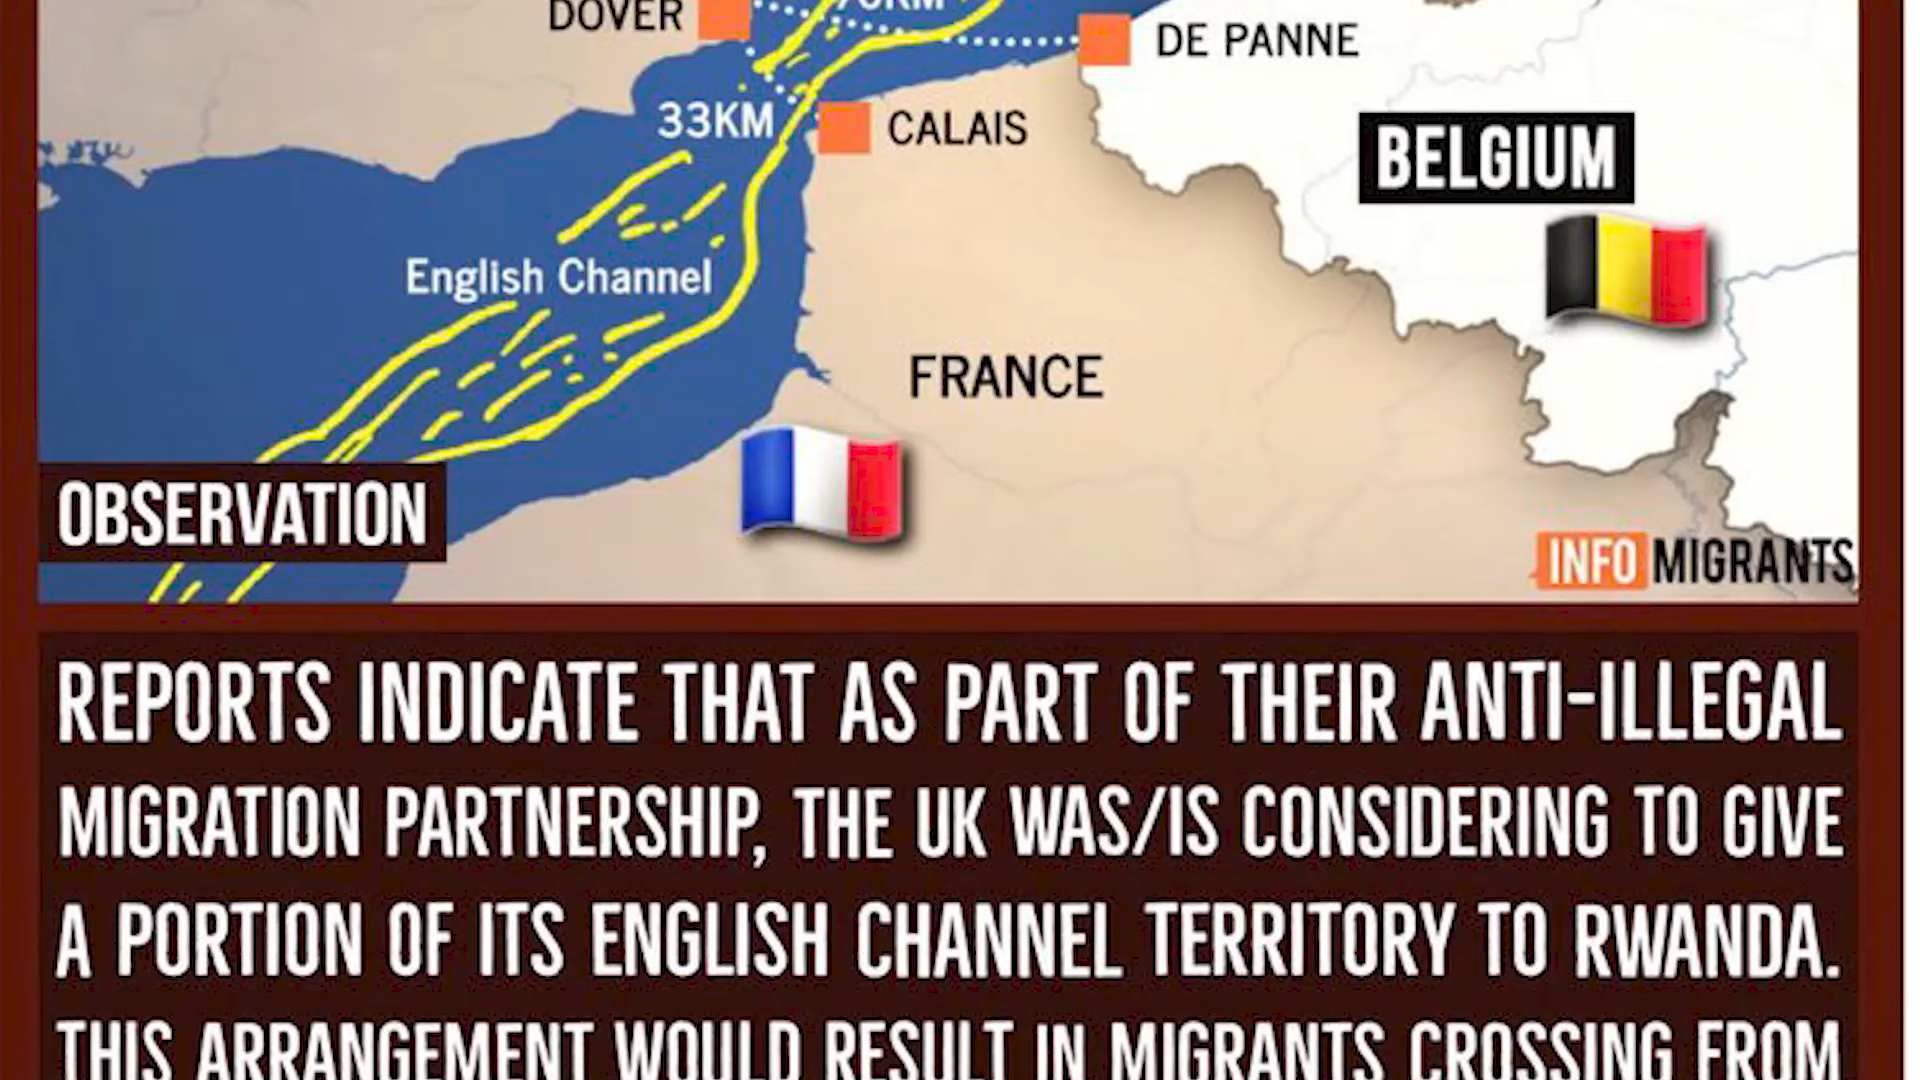 DOVER
DE PANNE
33KM
CALAIS
BELGIUM
English Channel
FRANCE
OBSERVATION
INFO MIGRANTS
REPORTS INDICATE THAT AS PART OF THEIR ANTI-ILLEGAL
MIGRATION PARTNERSHIP, THE UK WAS/IS CONSIDERING TO GIVE
A PORTION OF ITS ENGLISH CHANNEL TERRITORY TO RWANDA.
THIS ARRANGEMENT WOULD RESULT IN MIGRANTS CROSSING FROM